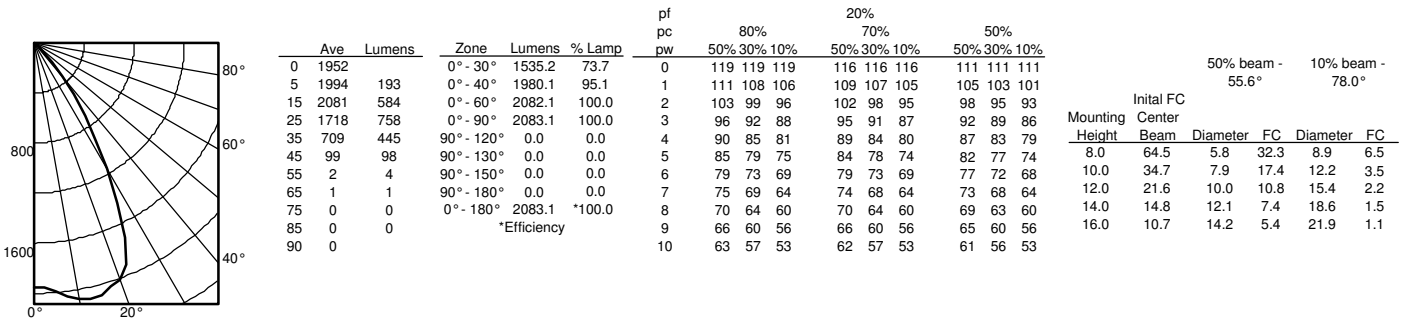 80°
60°
40°
800
1600
0° 20°
Ave Lumens
0 1952
5 1994 193
15 2081 584
25 1718 758
35 709 445
45 99 98
55 2 4
65 1 1
75 0 0
85 0 0
90 0
Zone Lumens % Lamp
0° - 30° 1535.2 73.7
0° - 40° 1980.1 95.1
0° - 60° 2082.1 100.0
0° - 90° 2083.1 100.0
90° - 120° 0.0 0.0
90° - 130° 0.0 0.0
90° - 150° 0.0 0.0
90° - 180° 0.0 0.0
0° - 180° 2083.1 *100.0
*Efficiency
pf 20%
pc 80% 70% 50%
pw 50% 30% 10% 50% 30% 10% 50% 30% 10%
0 119 119 119 116 116 116 111 111 111
1 111 108 106 109 107 105 105 103 101
2 103 99 96 102 98 95 98 95 93
3 96 92 88 95 91 87 92 89 86
4 90 85 81 89 84 80 87 83 79
5 85 79 75 84 78 74 82 77 74
6 79 73 69 79 73 69 77 72 68
7 75 69 64 74 68 64 73 68 64
8 70 64 60 70 64 60 69 63 60
9 66 60 56 66 60 56 65 60 56
10 63 57 53 62 57 53 61 56 53
50% beam - 10% beam -
55.6° 78.0°
Inital FC
Mounting Center
Height Beam Diameter FC Diameter FC
8.0 64.5 5.8 32.3 8.9 6.5
10.0 34.7 7.9 17.4 12.2 3.5
12.0 21.6 10.0 10.8 15.4 2.2
14.0 14.8 12.1 7.4 18.6 1.5
16.0 10.7 14.2 5.4 21.9 1.1